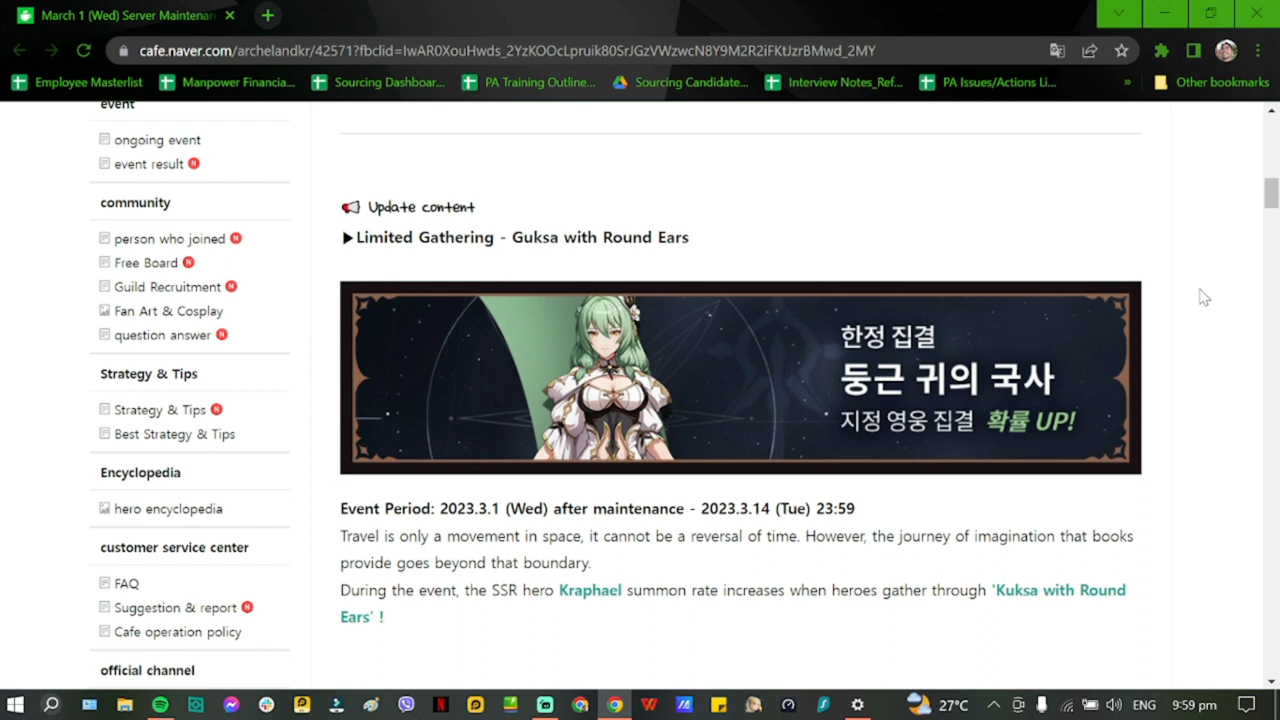 March 1 (Wed) Server Maintenan
cafe.naver.com/archelandkr/42571?fbclid=IwAR0XouHwds_2YzKOOcLpruik80SrJGzVWzwcN8Y9M2R2iFKtJzrBMwd_2MY
Employee Masterlist
Manpower Financia...
Sourcing Dashboar...
PA Training Outline...
Sourcing Candidate...
Interview Notes_Ref...
PA Issues/Actions Li...
»
Other bookmarks
event
ongoing event
event result N
community
person who joined N
Free Board N
Guild Recruitment N
Fan Art & Cosplay
question answer N
Strategy & Tips
Strategy & Tips N
Best Strategy & Tips
Encyclopedia
hero encyclopedia
customer service center
FAQ
Suggestion & report N
Cafe operation policy
official channel
Update content
▶Limited Gathering - Guksa with Round Ears
한정 집결
둥근 귀의 국사
지정 영웅 집결 확률 UP!
Event Period: 2023.3.1 (Wed) after maintenance - 2023.3.14 (Tue) 23:59
Travel is only a movement in space, it cannot be a reversal of time. However, the journey of imagination that books
provide goes beyond that boundary.
During the event, the SSR hero Kraphael summon rate increases when heroes gather through 'Kuksa with Round
Ears' !
27°C
ENG
9:59 pm